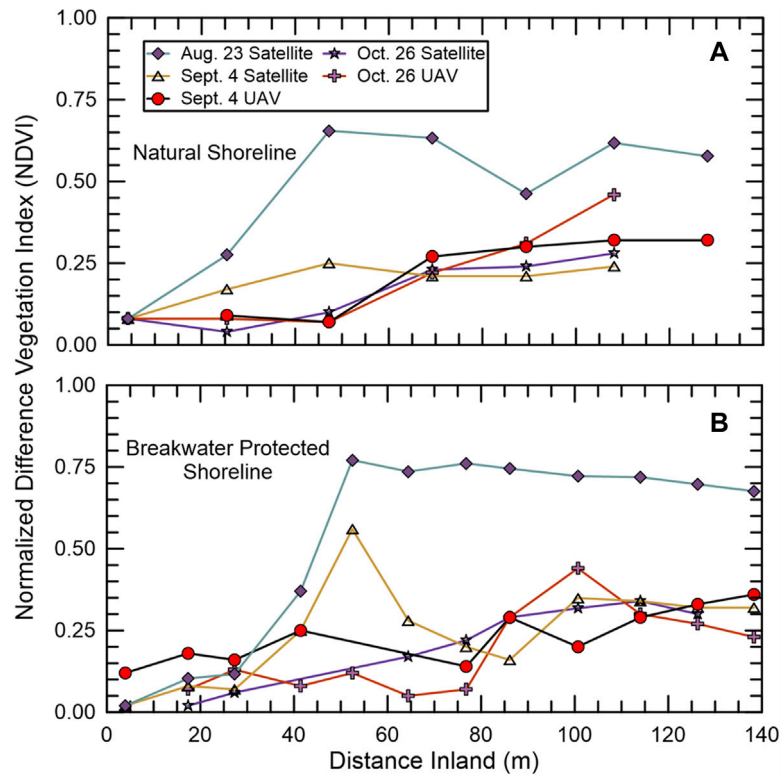 Normalized Difference Vegetation Index (NDVI)
1.00
0.75
0.50
0.25
0.00
A
Aug. 23 Satellite
Sept. 4 Satellite
Sept. 4 UAV
Oct. 26 Satellite
Oct. 26 UAV
Natural Shoreline
1.00
0.75
0.50
0.25
0.00
B
Breakwater Protected
Shoreline
0 20 40 60 80 100 120 140
Distance Inland (m)